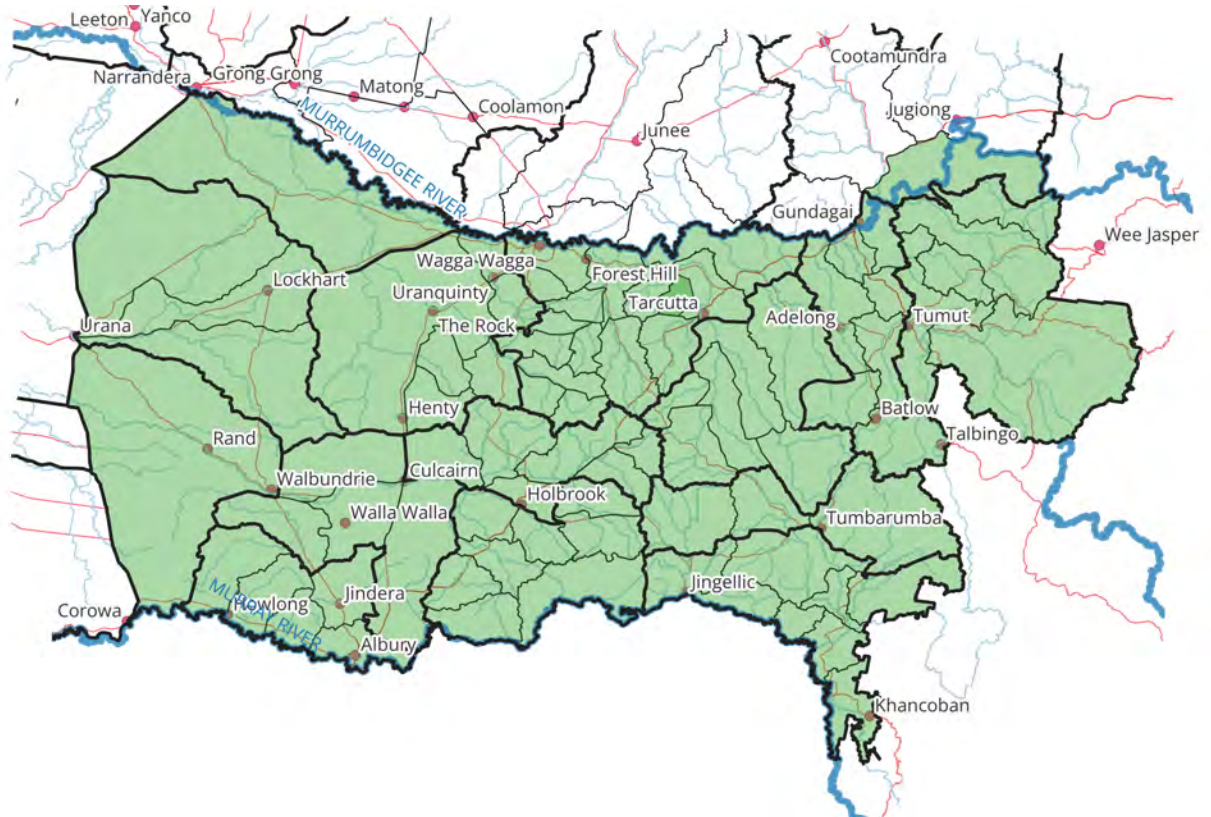 Leeton
Yanco
Cootamundra
Narrandera
Grong Grong
Matong
Coolamon
Jugiong
Junee
MURRUMBIDGEE RIVER
Gundagai
Wee Jasper
Wagga Wagga
Forest Hill
Lockhart
Uranquinty
Tarcutta
Urana
The Rock
Adelong
Tumut
Henty
Batlow
Rand
Talbingo
Walbundrie
Culcairn
Holbrook
Walla Walla
Tumbarumba
Jingellic
Corowa
Howlong
Jindera
MURRAY RIVER
Albury
Khancoban